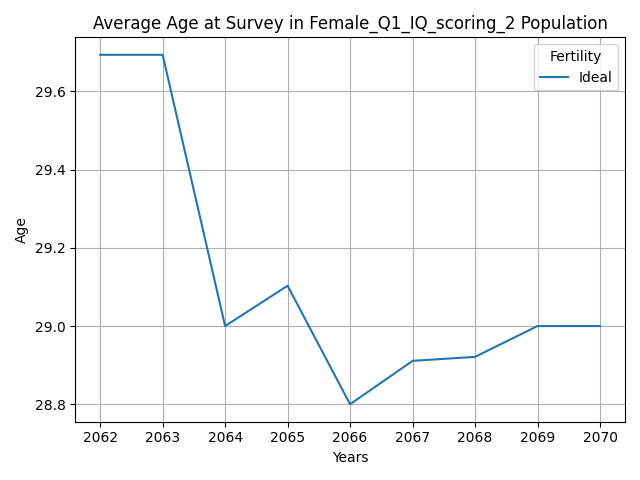 Average Age at Survey in Female_Q1_IQ_scoring_2 Population
Fertility
Ideal
29.6
29.4
29.2
29.0
28.8
Age
2062 2063 2064 2065 2066 2067 2068 2069 2070
Years